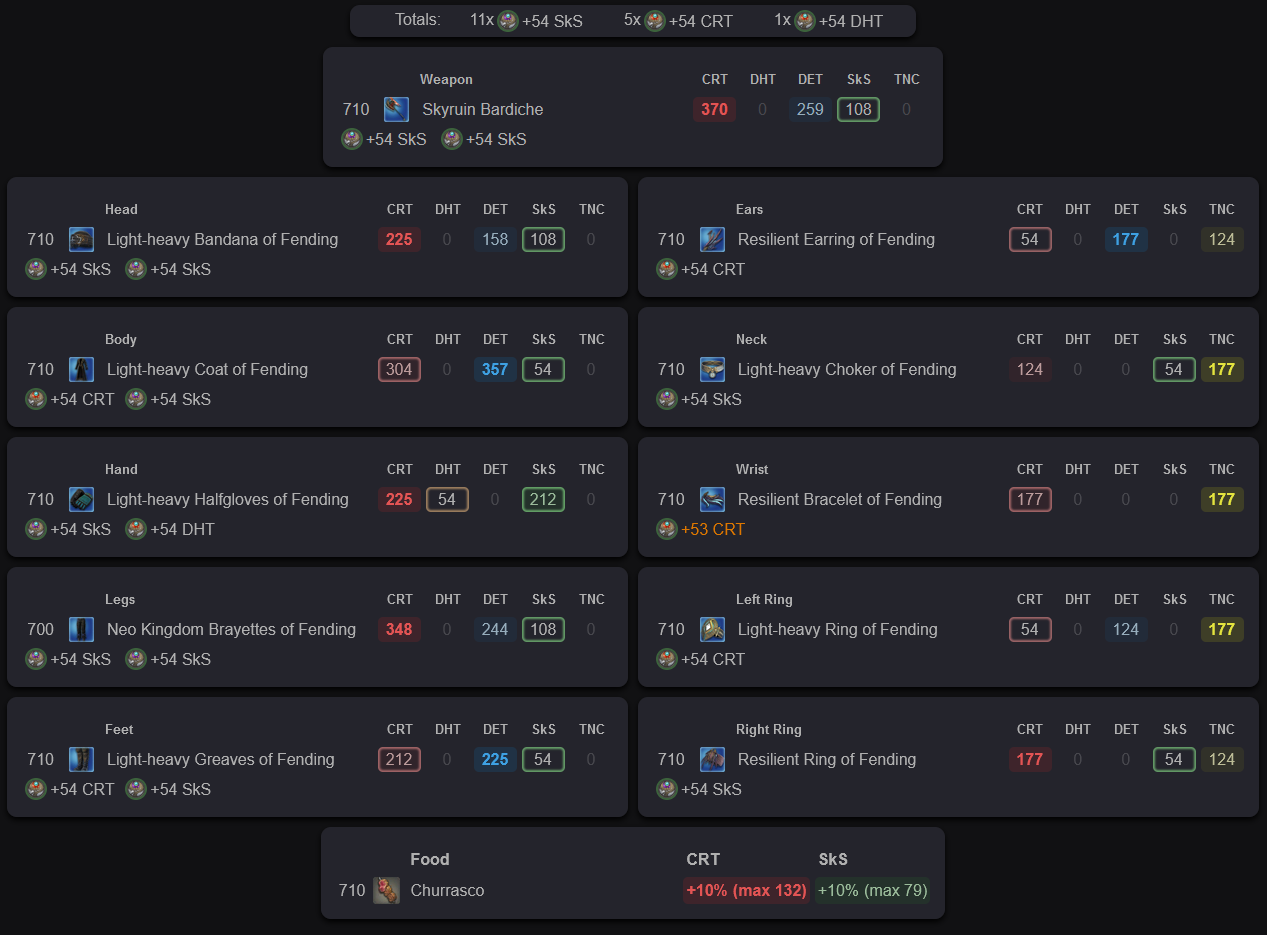 Totals: 11x +54 SkS 5x +54 CRT 1x +54 DHT
Weapon CRT DHT DET SkS TNC
710 Skyruin Bardiche 370 0 259 108 0
+54 SkS +54 SkS
Head CRT DHT DET SkS TNC
710 Light-heavy Bandana of Fending 225 0 158 108 0
+54 SkS +54 SkS
Ears CRT DHT DET SkS TNC
710 Resilient Earring of Fending 54 0 177 0 124
+54 CRT
Body CRT DHT DET SkS TNC
710 Light-heavy Coat of Fending 304 0 357 54 0
+54 CRT +54 SkS
Neck CRT DHT DET SkS TNC
710 Light-heavy Choker of Fending 124 0 0 54 177
+54 SkS
Hand CRT DHT DET SkS TNC
710 Light-heavy Halfgloves of Fending 225 54 0 212 0
+54 SkS +54 DHT
Wrist CRT DHT DET SkS TNC
710 Resilient Bracelet of Fending 177 0 0 0 177
+53 CRT
Legs CRT DHT DET SkS TNC
700 Neo Kingdom Brayettes of Fending 348 0 244 108 0
+54 SkS +54 SkS
Left Ring CRT DHT DET SkS TNC
710 Light-heavy Ring of Fending 54 0 124 0 177
+54 CRT
Feet CRT DHT DET SkS TNC
710 Light-heavy Greaves of Fending 212 0 225 54 0
+54 CRT +54 SkS
Right Ring CRT DHT DET SkS TNC
710 Resilient Ring of Fending 177 0 0 54 124
+54 SkS
Food CRT SkS
710 Churrasco +10% (max 132) +10% (max 79)